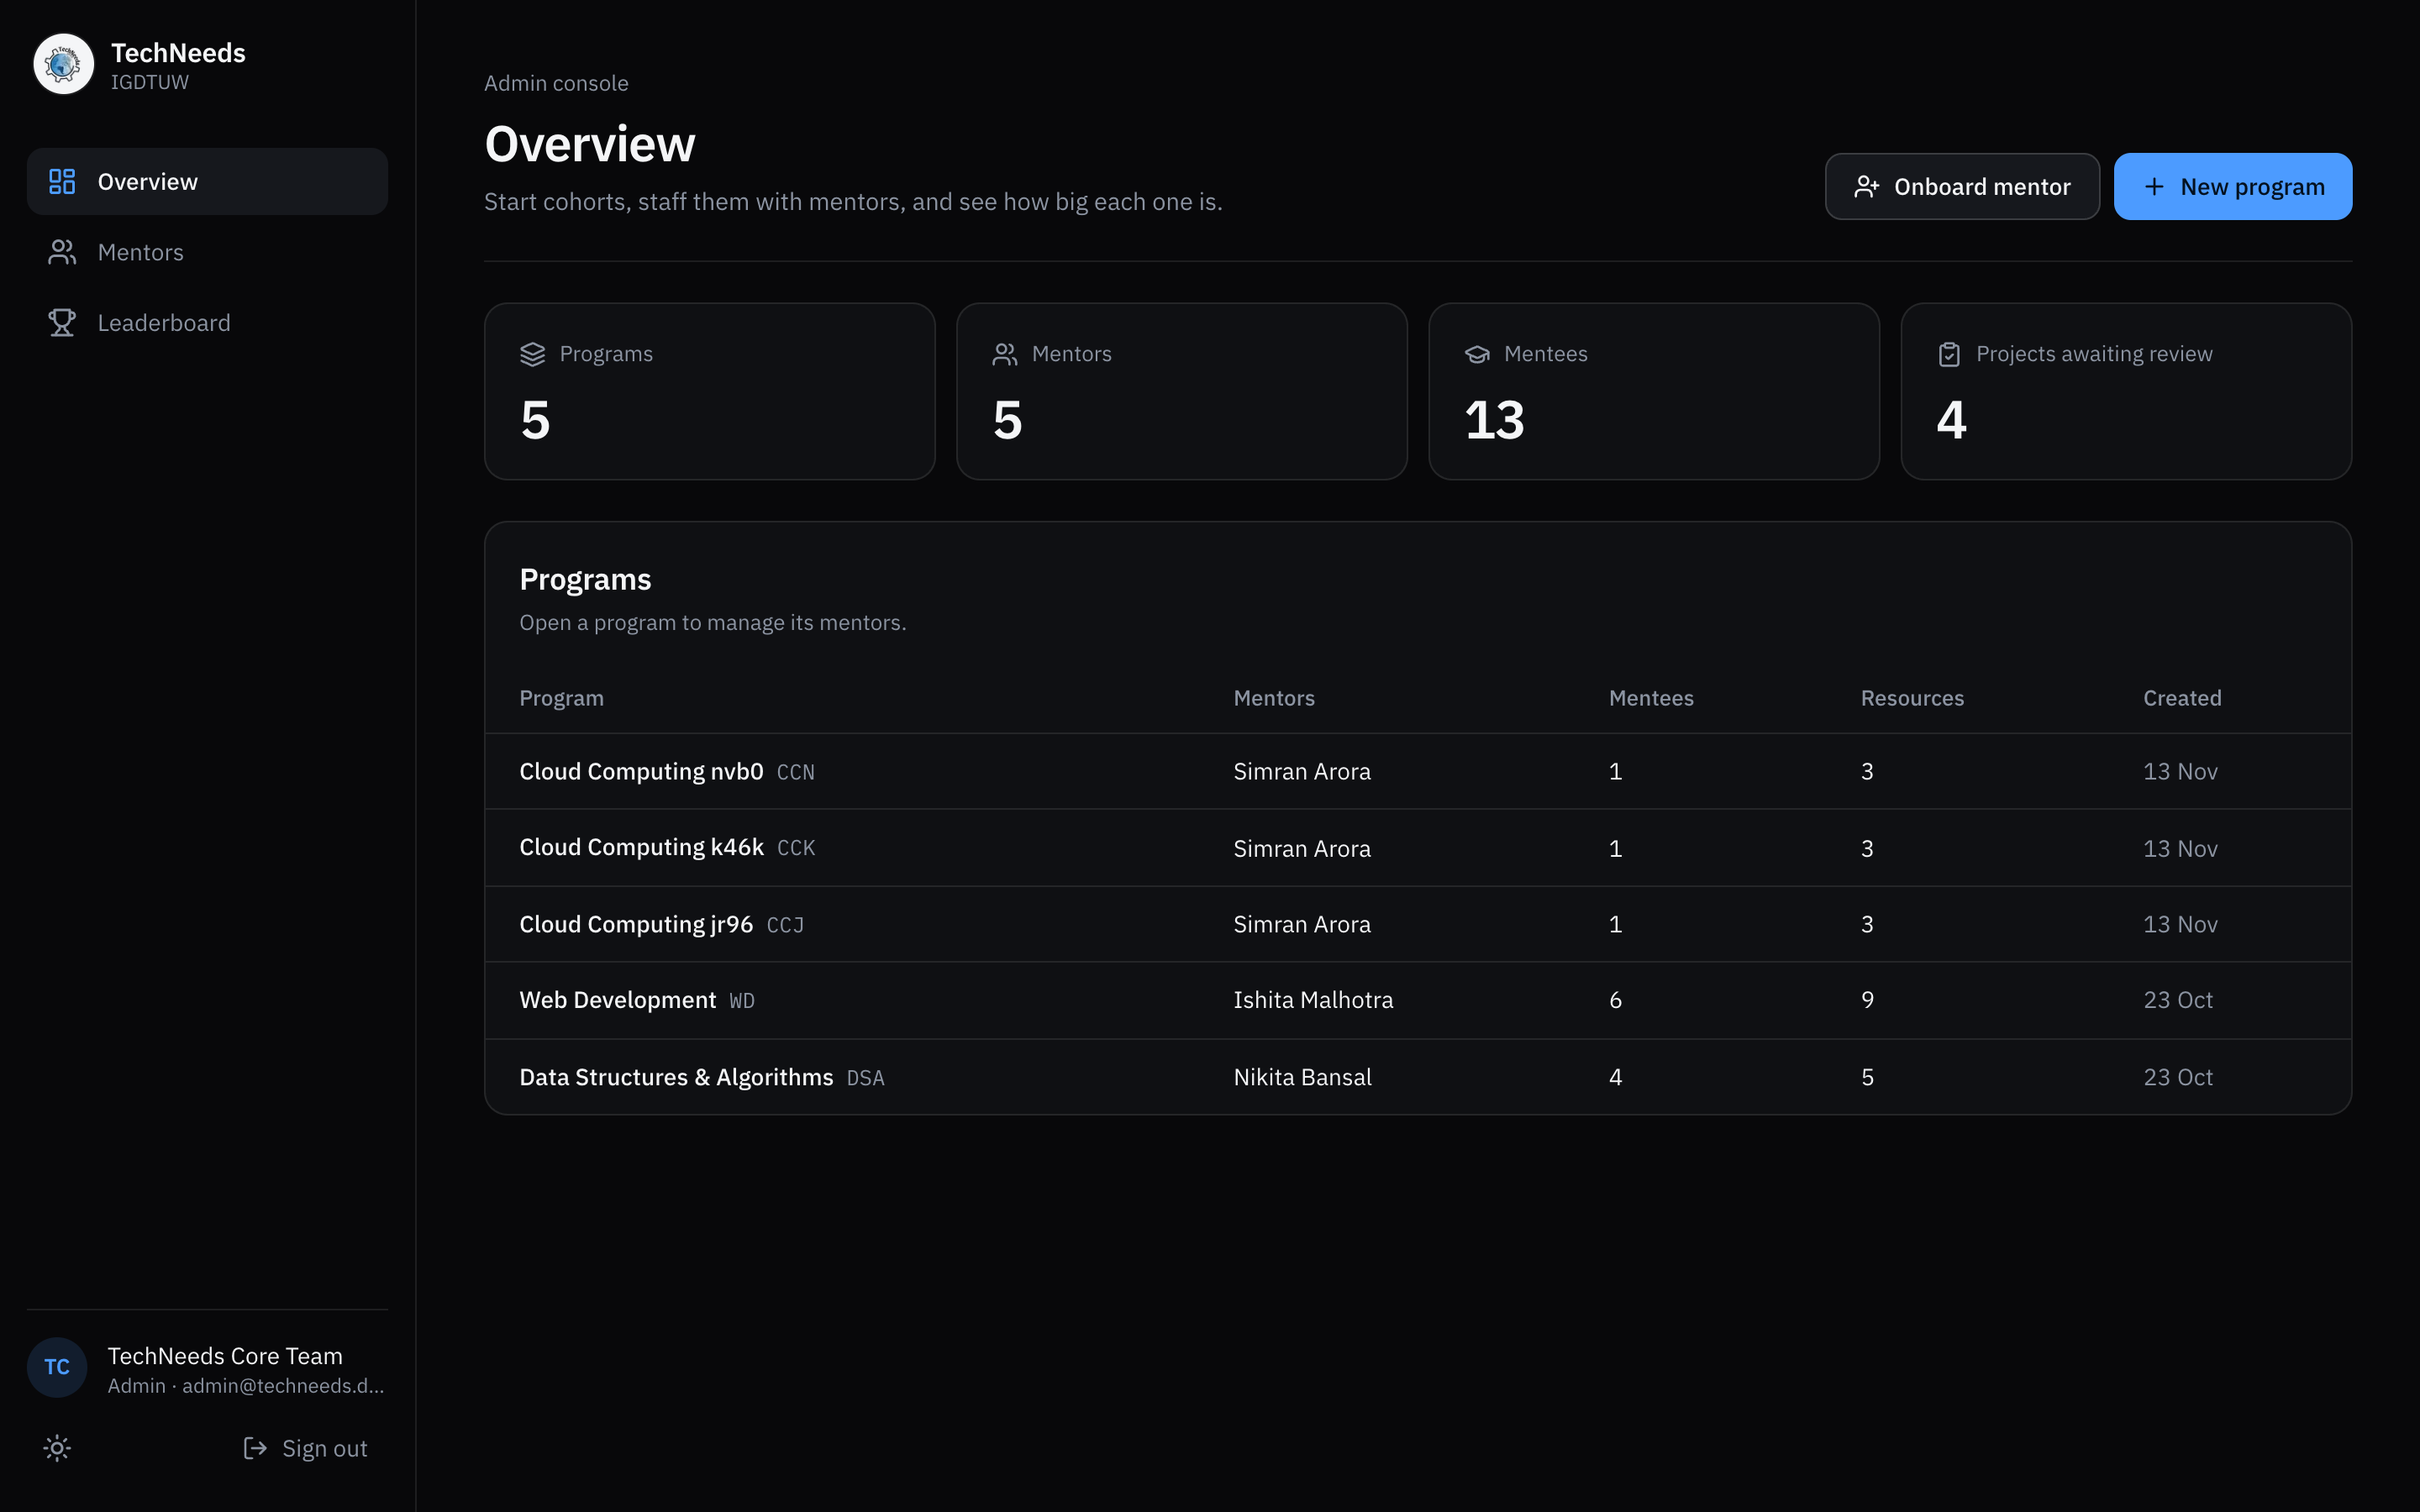 TechNeeds
IGDTUW
Overview
Mentors
Leaderboard
TechNeeds Core Team
TC
Admin · admin@techneeds.d...
Sign out
Admin console
Overview
Start cohorts, staff them with mentors, and see how big each one is.
Onboard mentor
New program
Programs
5
Mentors
5
Mentees
13
Projects awaiting review
4
Programs
Open a program to manage its mentors.
Program Mentors Mentees Resources Created
Cloud Computing nvb0 CCN Simran Arora 1 3 13 Nov
Cloud Computing k46k CCK Simran Arora 1 3 13 Nov
Cloud Computing jr96 CCJ Simran Arora 1 3 13 Nov
Web Development WD Ishita Malhotra 6 9 23 Oct
Data Structures & Algorithms DSA Nikita Bansal 4 5 23 Oct